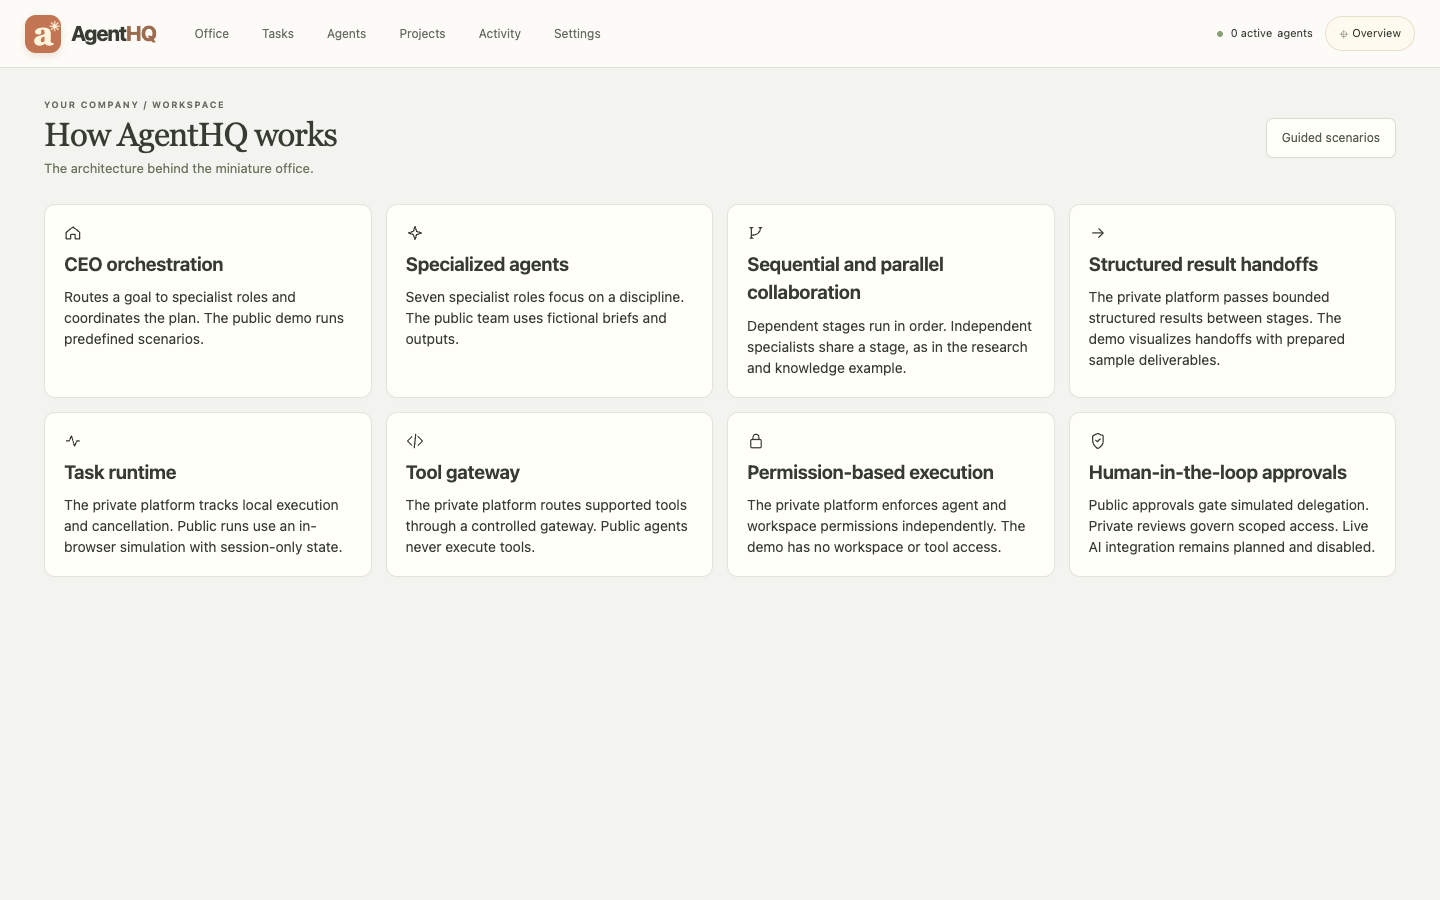 a AgentHQ Office Tasks Agents Projects Activity Settings 0 active agents Overview
YOUR COMPANY / WORKSPACE
How AgentHQ works
The architecture behind the miniature office.
Guided scenarios
CEO orchestration
Routes a goal to specialist roles and
coordinates the plan. The public demo runs
predefined scenarios.
Specialized agents
Seven specialist roles focus on a discipline.
The public team uses fictional briefs and
outputs.
Sequential and parallel
collaboration
Dependent stages run in order. Independent
specialists share a stage, as in the research
and knowledge example.
Structured result handoffs
The private platform passes bounded
structured results between stages. The
demo visualizes handoffs with prepared
sample deliverables.
Task runtime
The private platform tracks local execution
and cancellation. Public runs use an in-
browser simulation with session-only state.
Tool gateway
The private platform routes supported tools
through a controlled gateway. Public agents
never execute tools.
Permission-based execution
The private platform enforces agent and
workspace permissions independently. The
demo has no workspace or tool access.
Human-in-the-loop approvals
Public approvals gate simulated delegation.
Private reviews govern scoped access. Live
AI integration remains planned and disabled.